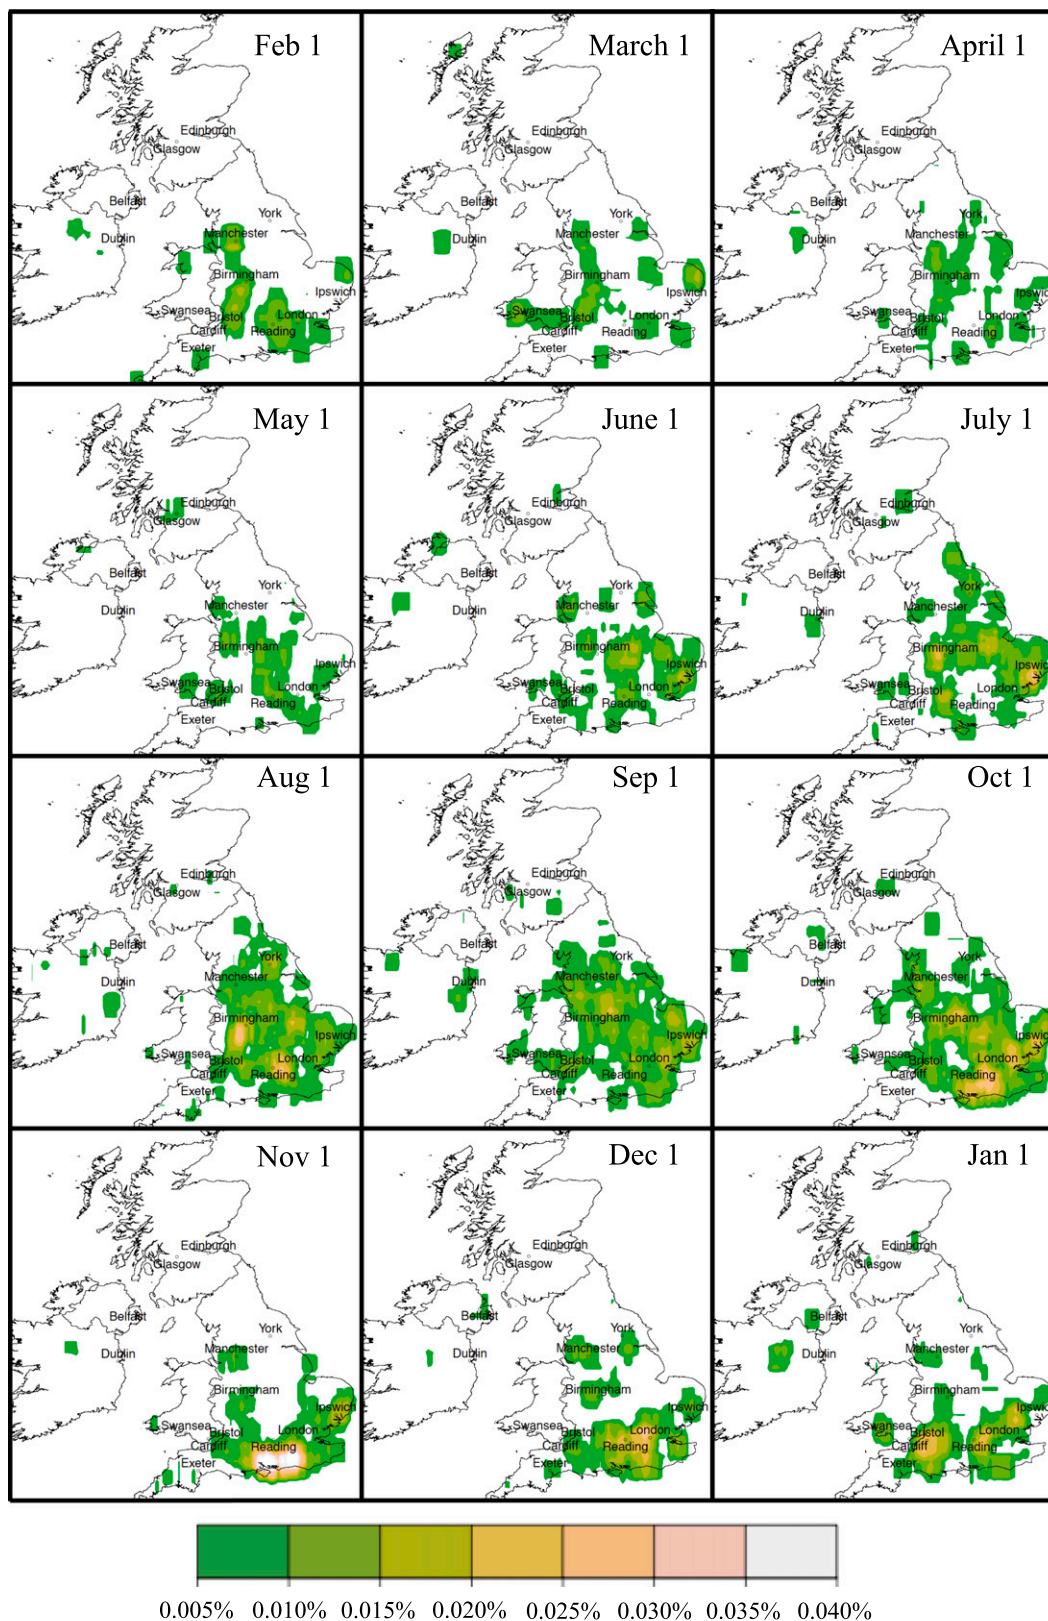 Feb 1
Edinburgh
Glasgow
Belfast
York
Manchester
Dublin
Birmingham
Ipswich
Swansea
Bristol
London
Cardiff
Reading
Exeter
March 1
Edinburgh
Glasgow
Belfast
York
Manchester
Dublin
Birmingham
Ipswich
Swansea
Bristol
London
Cardiff
Reading
Exeter
April 1
Edinburgh
Glasgow
Belfast
York
Manchester
Dublin
Birmingham
Ipswich
Swansea
Bristol
London
Cardiff
Reading
Exeter
May 1
Edinburgh
Glasgow
Belfast
York
Manchester
Dublin
Birmingham
Ipswich
Swansea
Bristol
London
Cardiff
Reading
Exeter
June 1
Edinburgh
Glasgow
Belfast
York
Manchester
Dublin
Birmingham
Ipswich
Swansea
Bristol
London
Cardiff
Reading
Exeter
July 1
Edinburgh
Glasgow
Belfast
York
Manchester
Dublin
Birmingham
Ipswich
Swansea
Bristol
London
Cardiff
Reading
Exeter
Aug 1
Edinburgh
Glasgow
Belfast
York
Manchester
Dublin
Birmingham
Ipswich
Swansea
Bristol
London
Cardiff
Reading
Exeter
Sep 1
Edinburgh
Glasgow
Belfast
York
Manchester
Dublin
Birmingham
Ipswich
Swansea
Bristol
London
Cardiff
Reading
Exeter
Oct 1
Edinburgh
Glasgow
Belfast
York
Manchester
Dublin
Birmingham
Ipswich
Swansea
Bristol
London
Cardiff
Reading
Exeter
Nov 1
Edinburgh
Glasgow
Belfast
York
Manchester
Dublin
Birmingham
Ipswich
Swansea
Bristol
London
Cardiff
Reading
Exeter
Dec 1
Edinburgh
Glasgow
Belfast
York
Manchester
Dublin
Birmingham
Ipswich
Swansea
Bristol
London
Cardiff
Reading
Exeter
Jan 1
Edinburgh
Glasgow
Belfast
York
Manchester
Dublin
Birmingham
Ipswich
Swansea
Bristol
London
Cardiff
Reading
Exeter
0.005% 0.010% 0.015% 0.020% 0.025% 0.030% 0.035% 0.040%